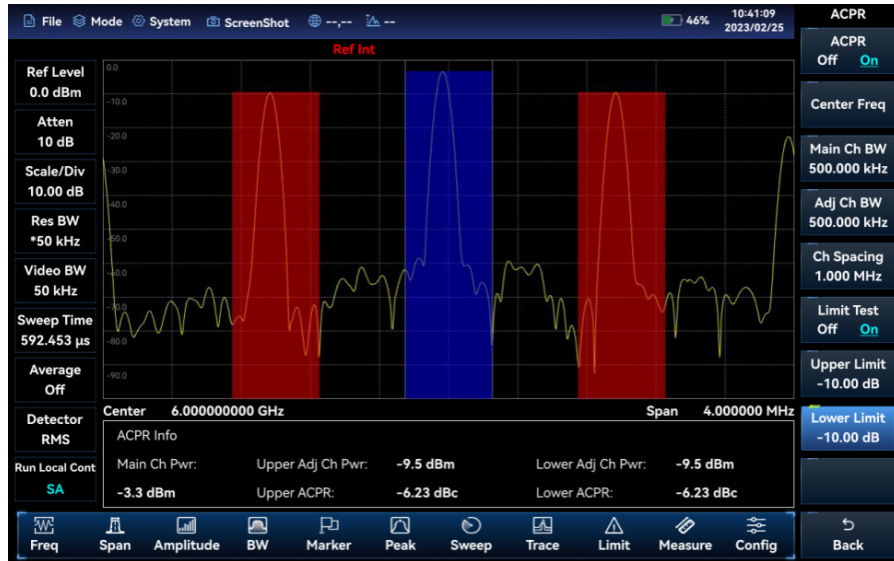 File Mode System ScreenShot --,-- -- 46% 10:41:09
2023/02/25
Ref Int
Ref Level
0.0 dBm
Atten
10 dB
Scale/Div
10.00 dB
Res BW
*50 kHz
Video BW
50 kHz
Sweep Time
592.453 µs
Average
Off
Detector
RMS
Run Local Cont
SA
0.0
-10.0
-20.0
-30.0
-40.0
-50.0
-60.0
-70.0
-80.0
-90.0
Center 6.000000000 GHz Span 4.000000 MHz
ACPR Info
Main Ch Pwr: Upper Adj Ch Pwr: -9.5 dBm Lower Adj Ch Pwr: -9.5 dBm
-3.3 dBm Upper ACPR: -6.23 dBc Lower ACPR: -6.23 dBc
ACPR
ACPR
Off On
Center Freq
Main Ch BW
500.000 kHz
Adj Ch BW
500.000 kHz
Ch Spacing
1.000 MHz
Limit Test
Off On
Upper Limit
-10.00 dB
Lower Limit
-10.00 dB
Freq Span Amplitude BW Marker Peak Sweep Trace Limit Measure Config Back